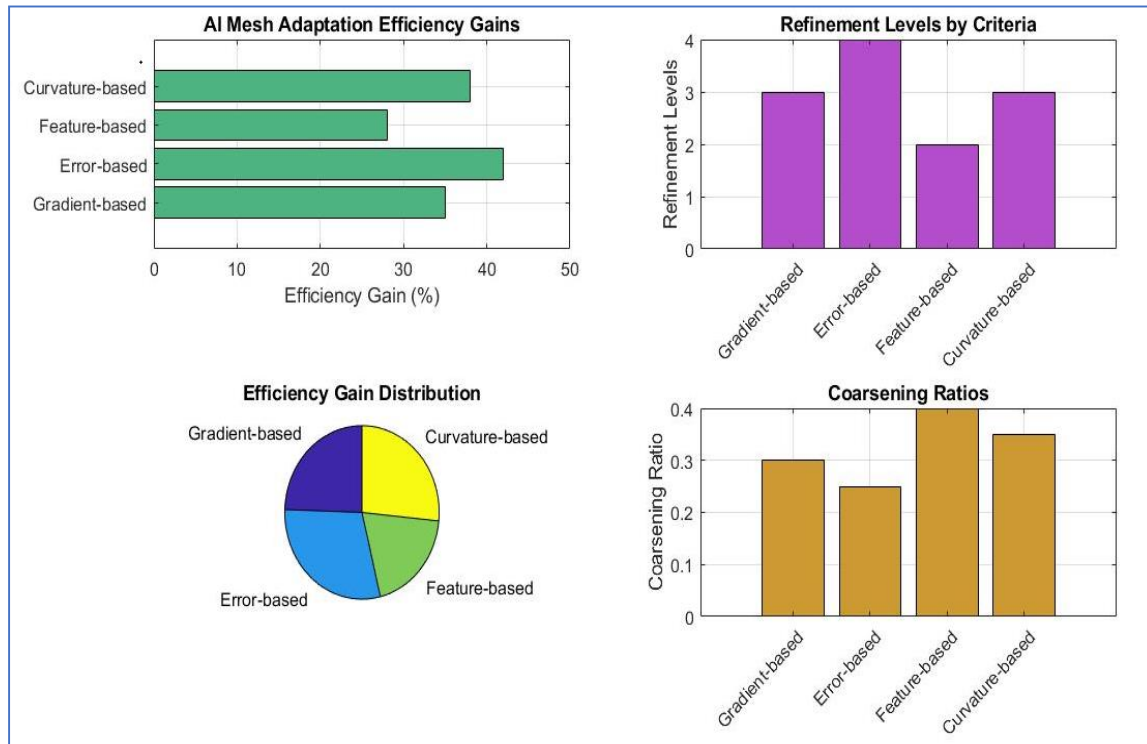 AI Mesh Adaptation Efficiency Gains
Curvature-based
Feature-based
Error-based
Gradient-based
0 10 20 30 40 50
Efficiency Gain (%)
Refinement Levels by Criteria
4
3
2
1
0
Refinement Levels
Gradient-based
Error-based
Feature-based
Curvature-based
Efficiency Gain Distribution
Gradient-based
Curvature-based
Error-based
Feature-based
Coarsening Ratios
0.4
0.3
0.2
0.1
0
Coarsening Ratio
Gradient-based
Error-based
Feature-based
Curvature-based